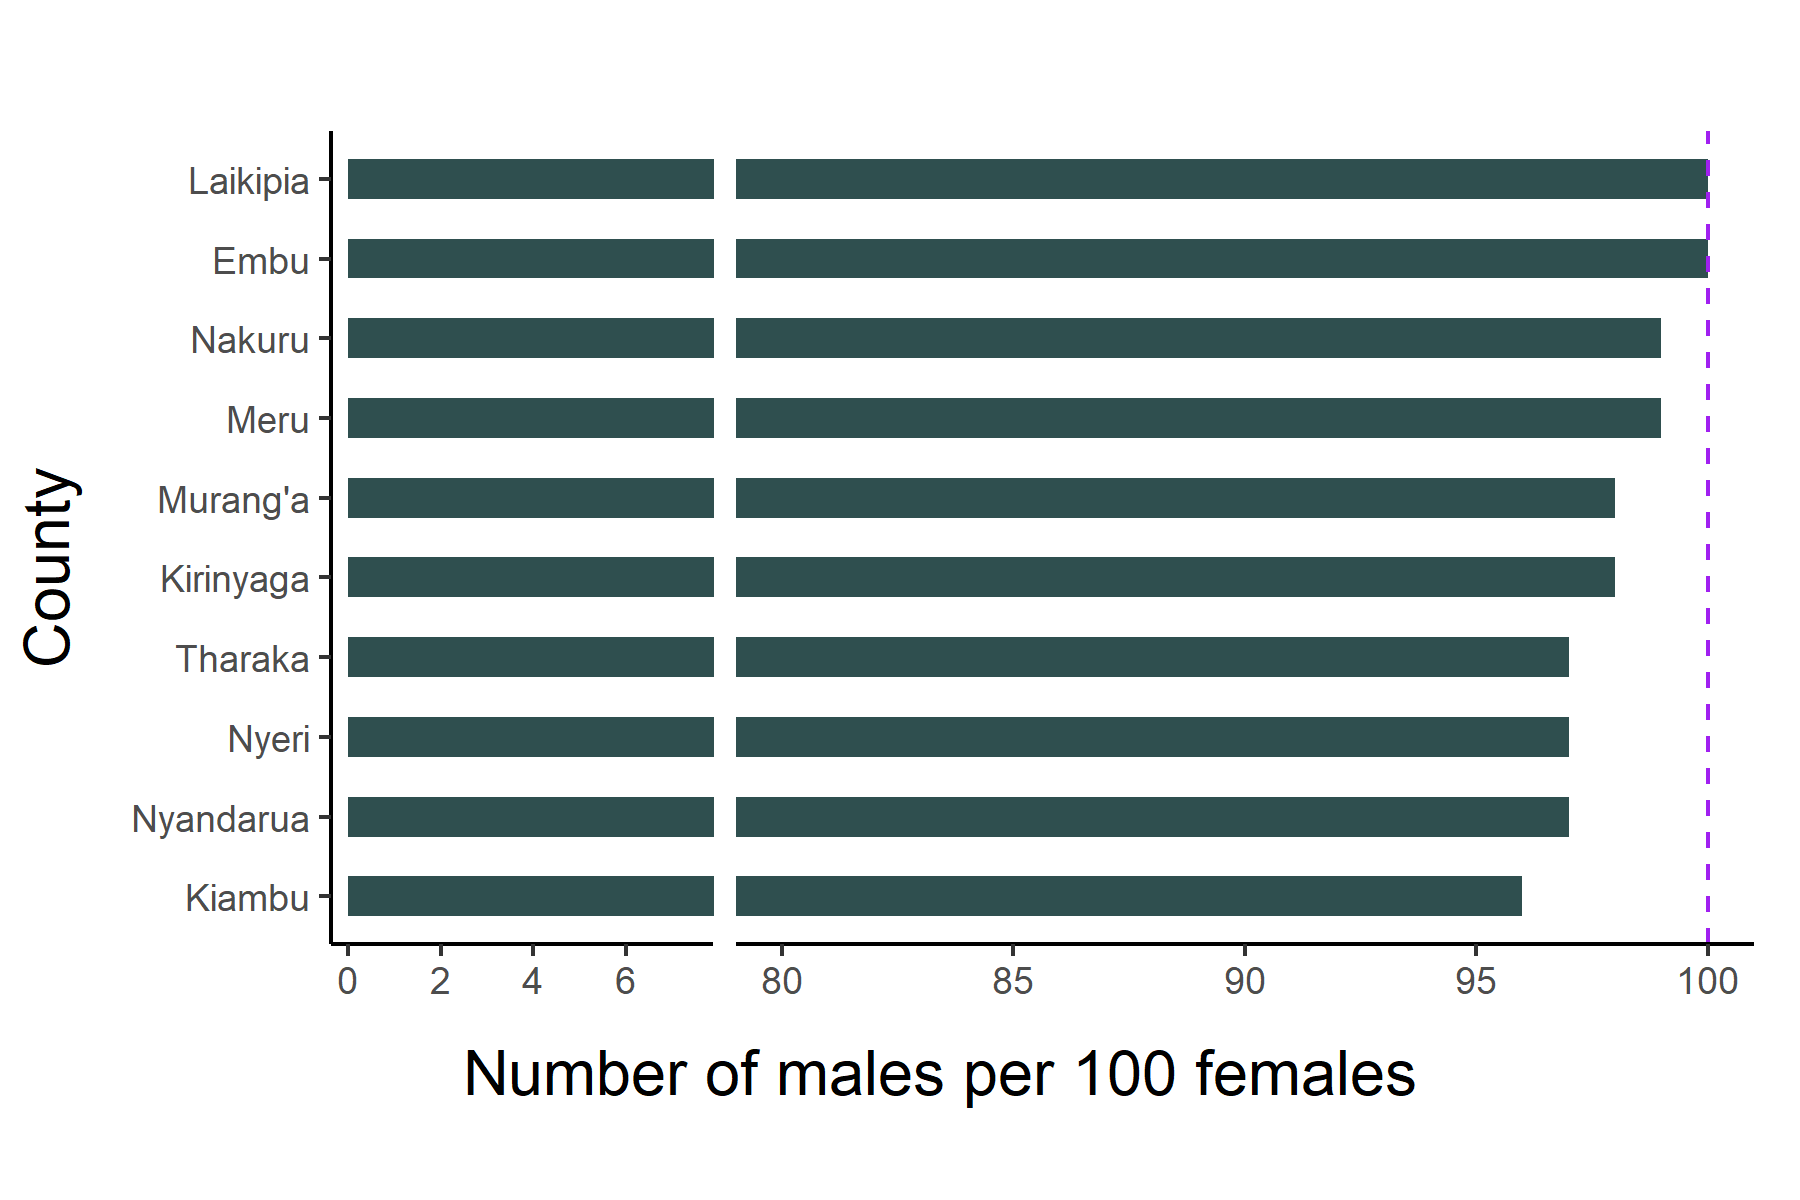 Laikipia
Embu
Nakuru
Meru
Murang'a
Kirinyaga
Tharaka
Nyeri
Nyandarua
Kiambu
County
0 2 4 6 80 85 90 95 100
Number of males per 100 females